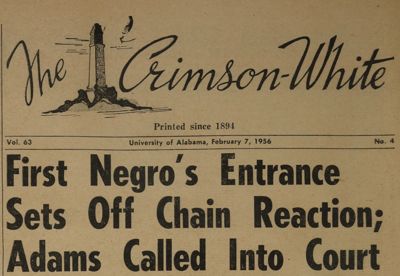 The Crimson-White
Printed since 1894
Vol. 63 University of Alabama, February 7, 1956 No. 4
First Negro's Entrance
Sets Off Chain Reaction;
Adams Called Into Court